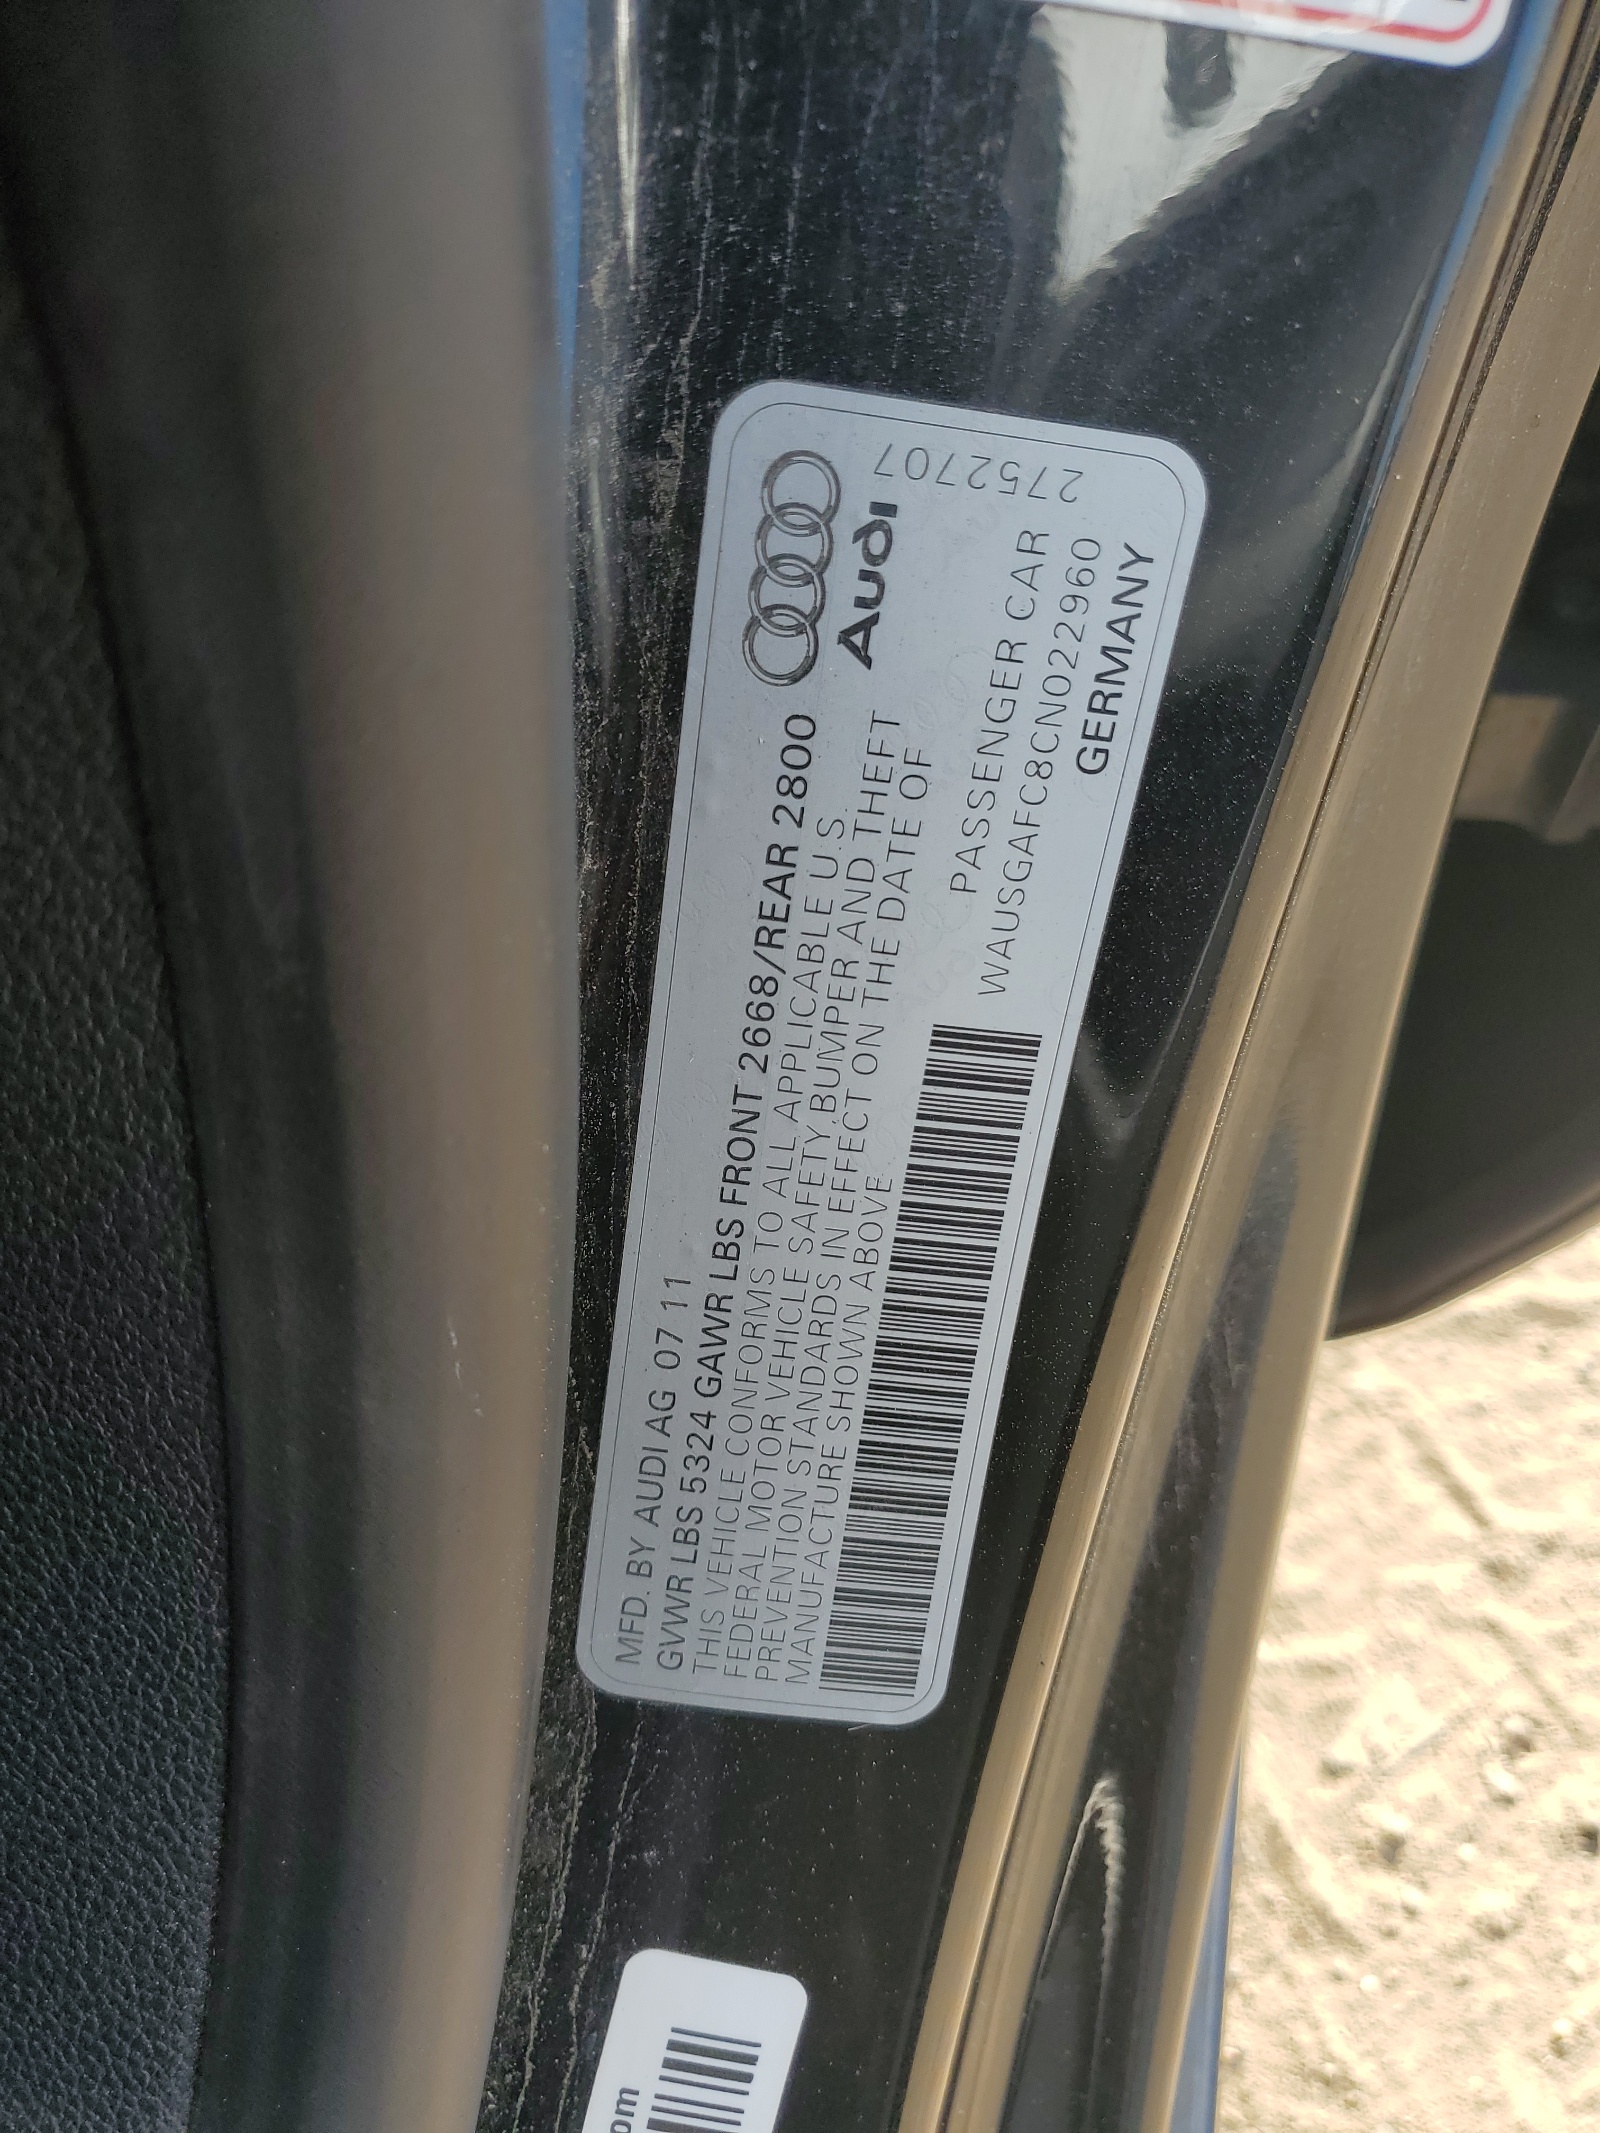 MFD. BY AUDI AG 07 11
GVWR LBS 5324 GAWR LBS FRONT 2668/REAR 2800
THIS VEHICLE CONFORMS TO ALL APPLICABLE U.S.
FEDERAL MOTOR VEHICLE SAFETY, BUMPER AND THEFT
PREVENTION STANDARDS IN EFFECT ON THE DATE OF
MANUFACTURE SHOWN ABOVE
Audi
PASSENGER CAR
WAUSGAFC8CN022960
GERMANY
2752707
om